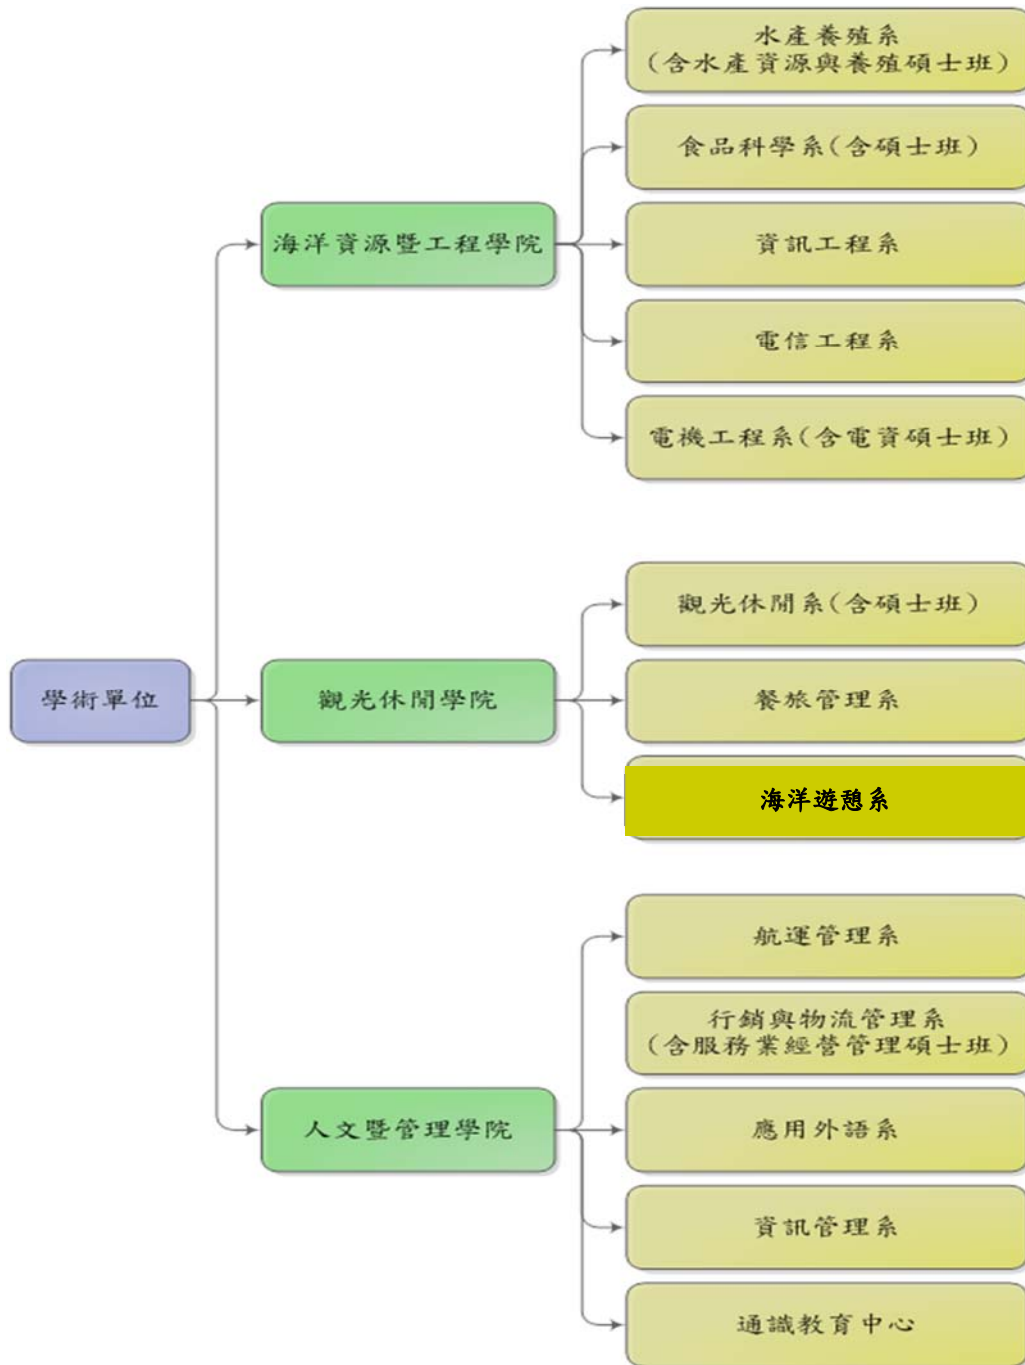 學術單位
海洋資源暨工程學院
水產養殖系
(含水產資源與養殖碩士班)
食品科學系(含碩士班)
資訊工程系
電信工程系
電機工程系(含電資碩士班)
觀光休閒學院
觀光休閒系(含碩士班)
餐旅管理系
海洋遊憩系
人文暨管理學院
航運管理系
行銷與物流管理系
(含服務業經營管理碩士班)
應用外語系
資訊管理系
通識教育中心